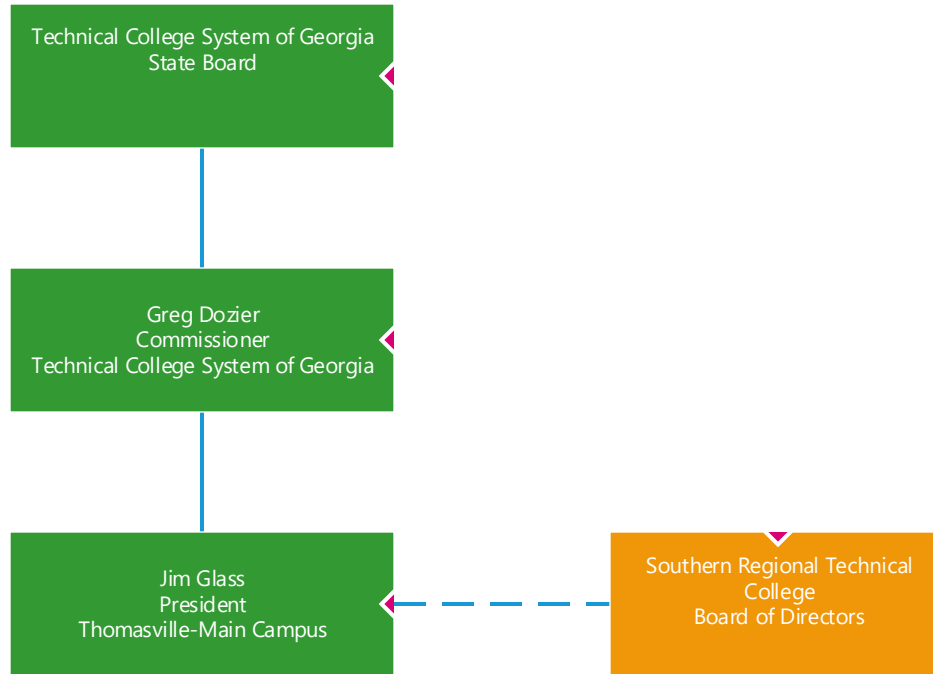 Technical College System of Georgia
State Board
Greg Dozier
Commissioner
Technical College System of Georgia
Jim Glass
President
Thomasville-Main Campus
Southern Regional Technical
College
Board of Directors